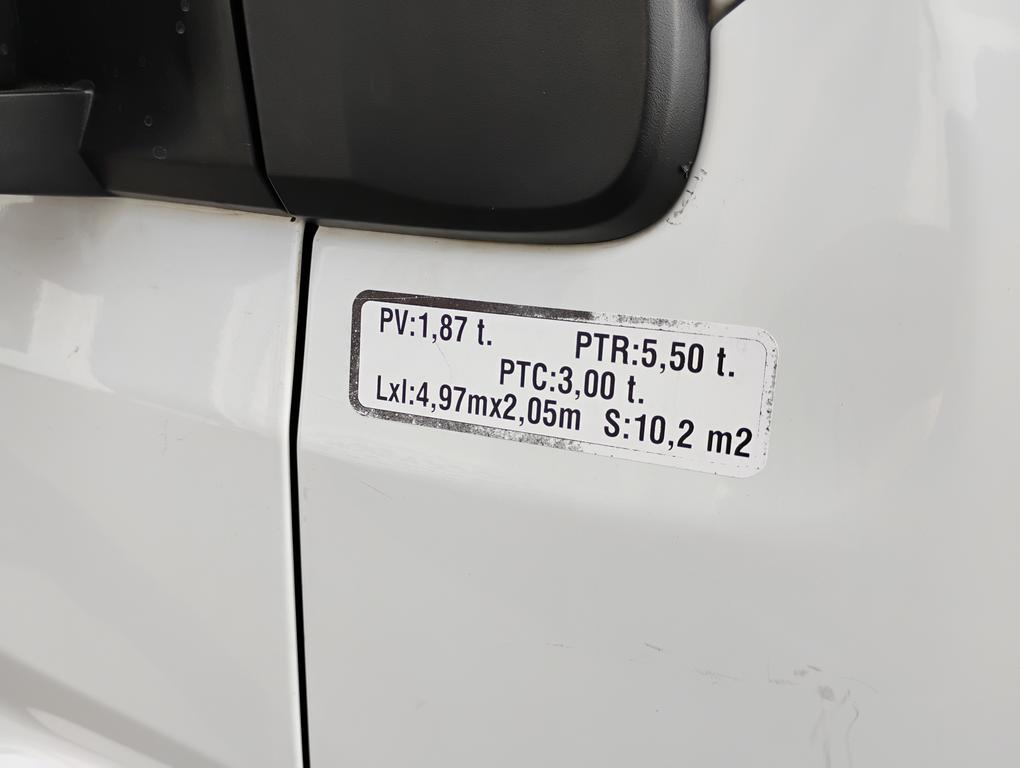 PV:1,87 t. PTR:5,50 t.
PTC:3,00 t.
Lxl:4,97mx2,05m S:10,2 m2